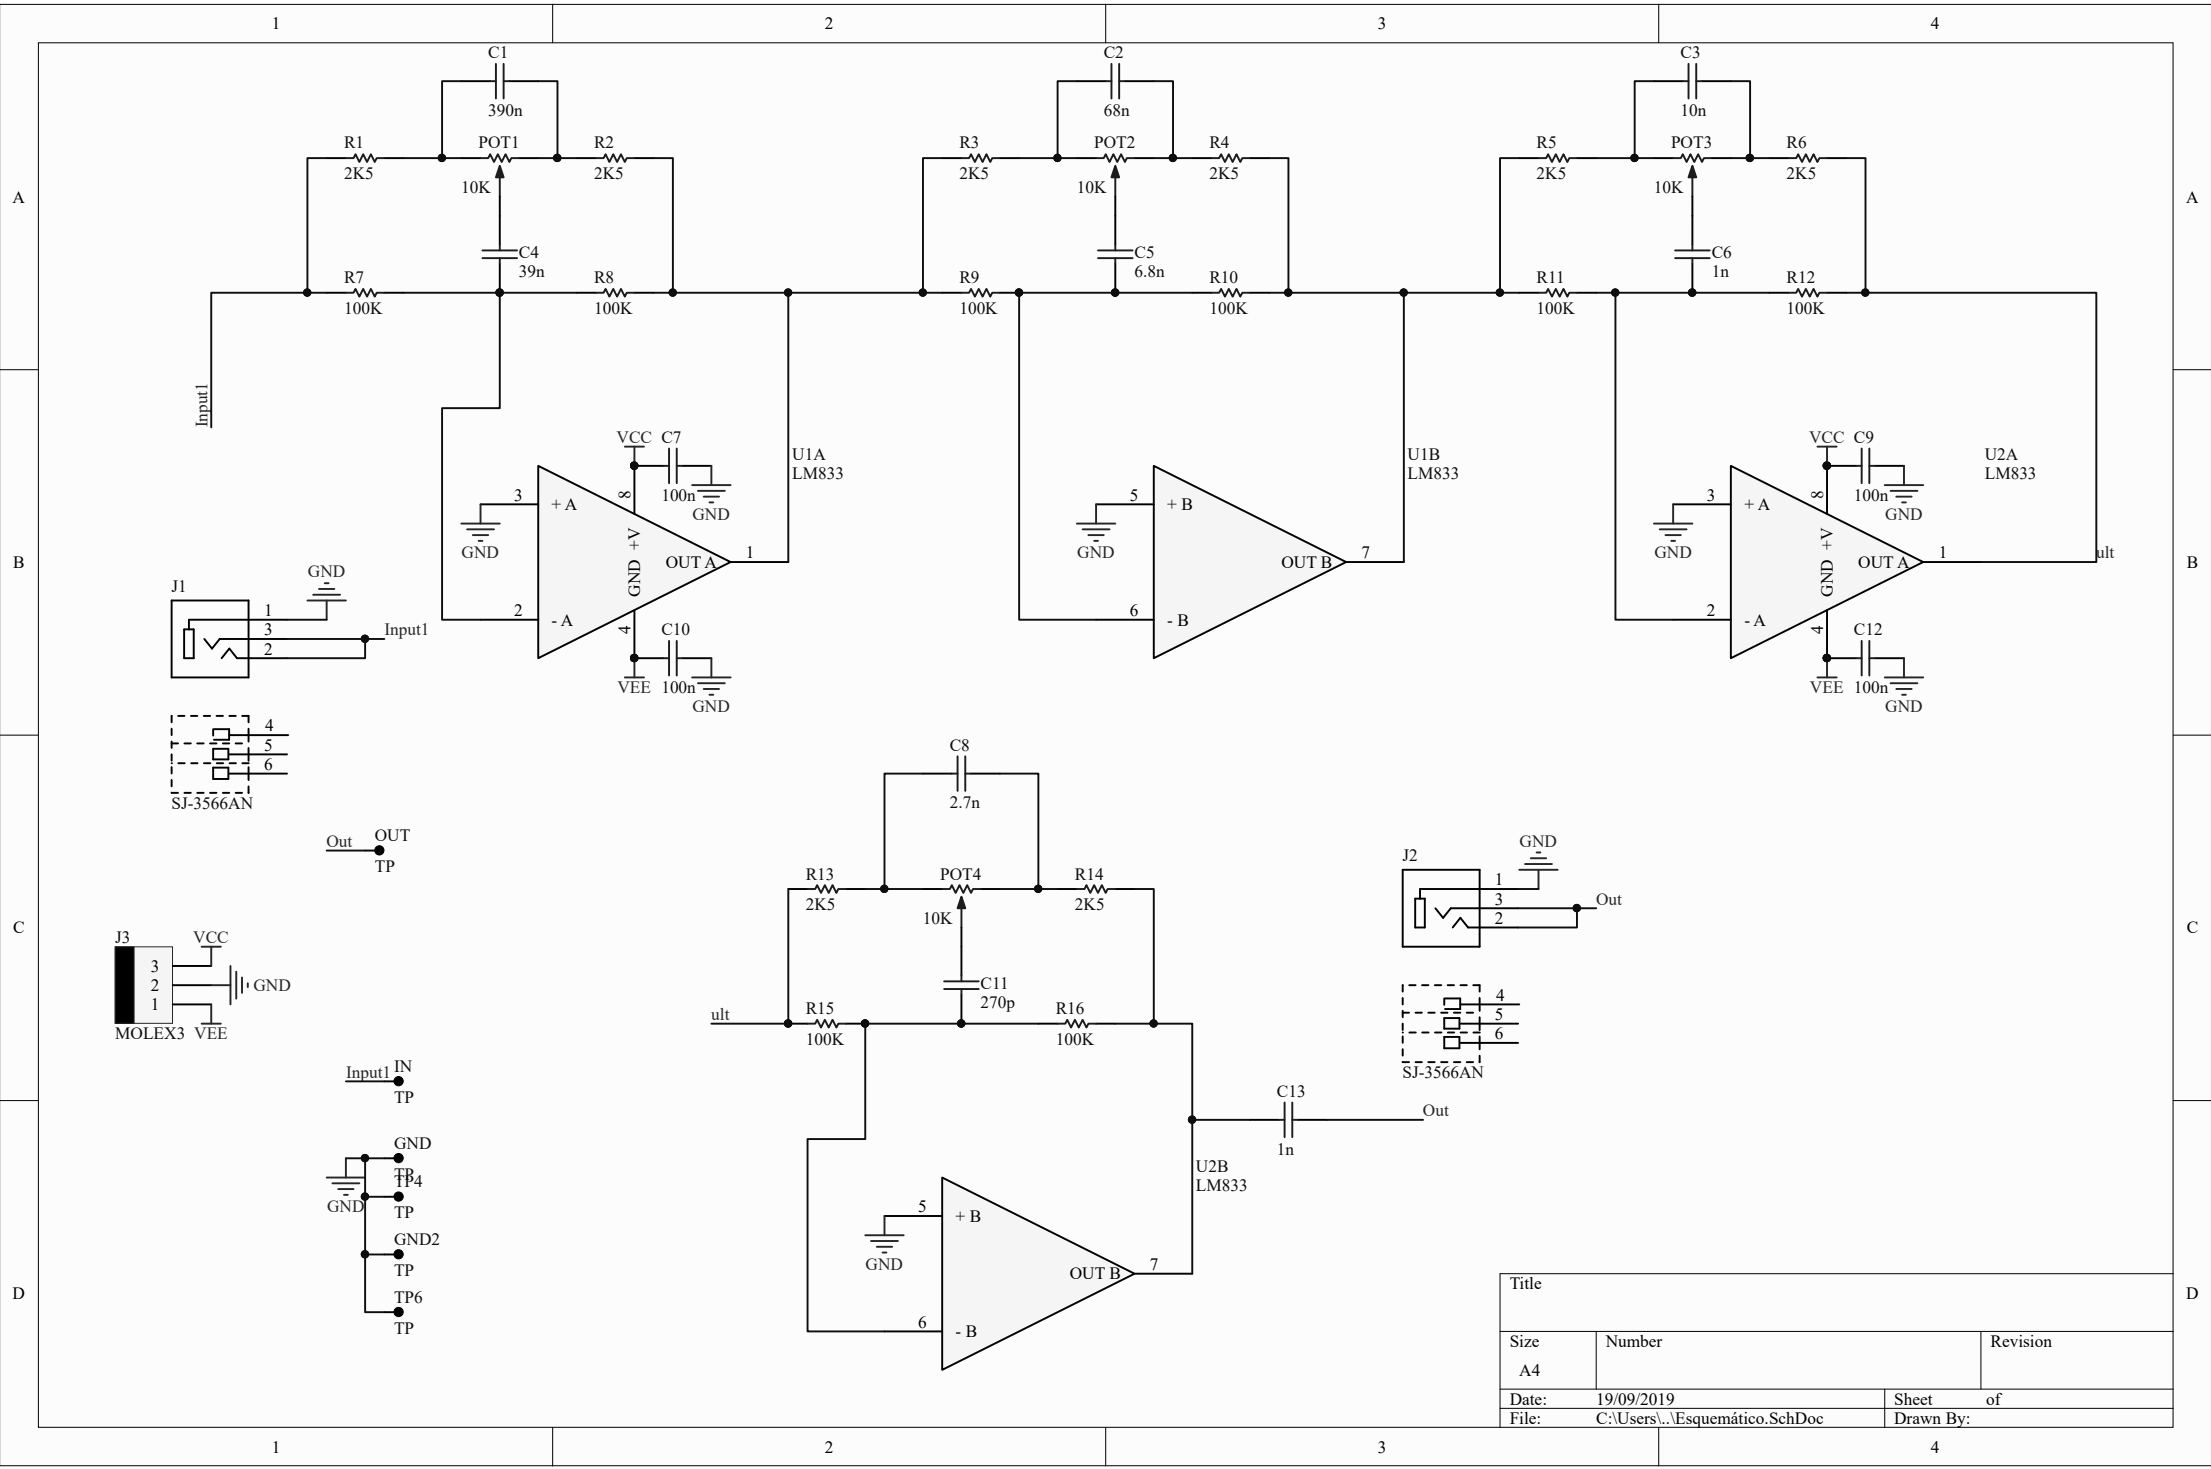 1 2 3 4
A A
B B
C C
D D
1 2 3 4
C1
390n
R1
2K5
POT1
10K
R2
2K5
C4
39n
R7
100K
R8
100K
Input1
C2
68n
R3
2K5
POT2
10K
R4
2K5
C5
6.8n
R9
100K
R10
100K
C3
10n
R5
2K5
POT3
10K
R6
2K5
C6
1n
R11
100K
R12
100K
VCC C7
8
100n
GND
3 + A
GND
GND +V
OUT A 1
2 - A
4
C10
VEE 100n
GND
U1A
LM833
5 + B
GND
OUT B 7
6 - B
U1B
LM833
VCC C9
8
100n
GND
3 + A
GND
GND +V
OUT A 1
2 - A
4
C12
VEE 100n
GND
U2A
LM833
ult
J1
GND
1
3
2
Input1
4
5
6
SJ-3566AN
Out OUT
TP
J3
VCC
3
2
1
GND
MOLEX3 VEE
Input1 IN
TP
GND
TP
TP4
GND
TP
GND2
TP
TP6
TP
C8
2.7n
R13
2K5
POT4
10K
R14
2K5
C11
270p
ult
R15
100K
R16
100K
C13
1n
Out
U2B
LM833
5 + B
GND
OUT B 7
6 - B
J2
GND
1
3
2
Out
4
5
6
SJ-3566AN
Title
Size Number Revision
A4
Date: 19/09/2019 Sheet of
File: C:\Users\..\Esquemático.SchDoc Drawn By: